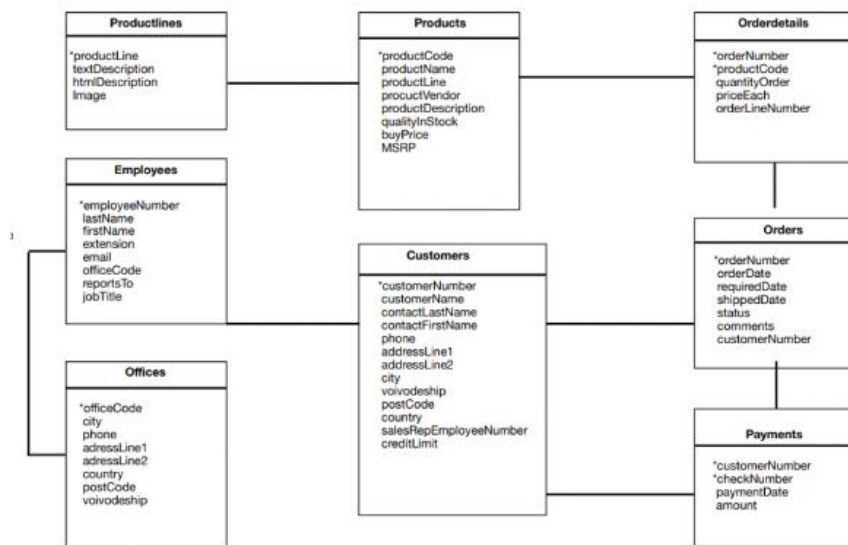 Productlines
*productLine
textDescription
htmlDescription
Image
Products
*productCode
productName
productLine
procuctVendor
productDescription
qualityInStock
buyPrice
MSRP
Orderdetails
*orderNumber
*productCode
quantityOrder
priceEach
orderLineNumber
Employees
*employeeNumber
lastName
firstName
extension
email
officeCode
reportsTo
jobTitle
Customers
*customerNumber
customerName
contactLastName
contactFirstName
phone
addressLine1
addressLine2
city
voivodeship
postCode
country
salesRepEmployeeNumber
creditLimit
Orders
*orderNumber
orderDate
requiredDate
shippedDate
status
comments
customerNumber
Offices
*officeCode
city
phone
adressLine1
adressLine2
country
postCode
voivodeship
Payments
*customerNumber
*checkNumber
paymentDate
amount